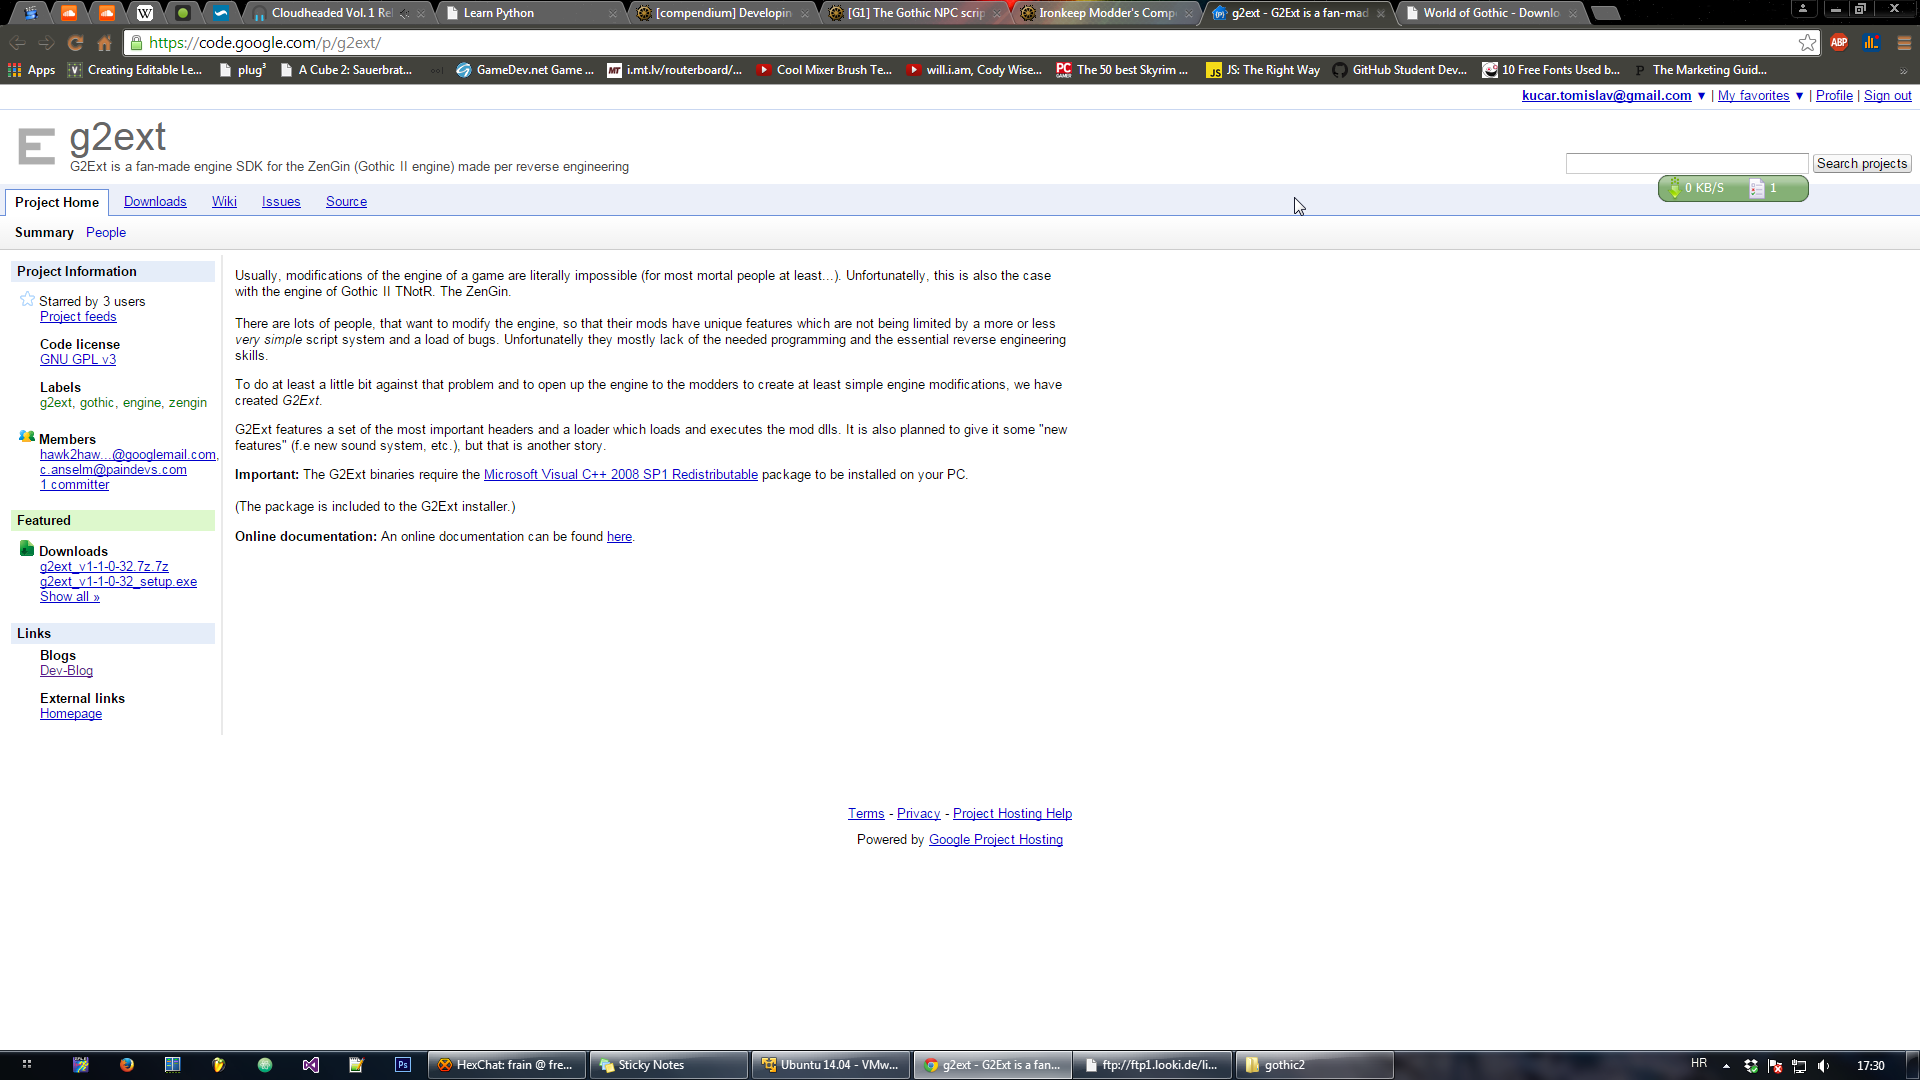 Cloudheaded Vol. 1 Rel
Learn Python
[compendium] Developin
[G1] The Gothic NPC scrip
Ironkeep Modder's Comp
g2ext - G2Ext is a fan-mad
World of Gothic - Downlo
https://code.google.com/p/g2ext/
ABP
Apps
Creating Editable Le...
plug³
A Cube 2: Sauerbrat...
GameDev.net Game ...
i.mt.lv/routerboard/...
Cool Mixer Brush Te...
will.i.am, Cody Wise...
The 50 best Skyrim ...
JS: The Right Way
GitHub Student Dev...
10 Free Fonts Used b...
The Marketing Guid...
kucar.tomislav@gmail.com ▼ | My favorites ▼ | Profile | Sign out
g2ext
G2Ext is a fan-made engine SDK for the ZenGin (Gothic II engine) made per reverse engineering
Search projects
0 KB/S 1
Project Home Downloads Wiki Issues Source
Summary People
Project Information
Starred by 3 users
Project feeds
Code license
GNU GPL v3
Labels
g2ext, gothic, engine, zengin
Members
hawk2haw...@googlemail.com,
c.anselm@paindevs.com
1 committer
Featured
Downloads
g2ext_v1-1-0-32.7z.7z
g2ext_v1-1-0-32_setup.exe
Show all »
Links
Blogs
Dev-Blog
External links
Homepage
Usually, modifications of the engine of a game are literally impossible (for most mortal people at least...). Unfortunatelly, this is also the case
with the engine of Gothic II TNotR. The ZenGin.
There are lots of people, that want to modify the engine, so that their mods have unique features which are not being limited by a more or less
very simple script system and a load of bugs. Unfortunatelly they mostly lack of the needed programming and the essential reverse engineering
skills.
To do at least a little bit against that problem and to open up the engine to the modders to create at least simple engine modifications, we have
created G2Ext.
G2Ext features a set of the most important headers and a loader which loads and executes the mod dlls. It is also planned to give it some "new
features" (f.e new sound system, etc.), but that is another story.
Important: The G2Ext binaries require the Microsoft Visual C++ 2008 SP1 Redistributable package to be installed on your PC.
(The package is included to the G2Ext installer.)
Online documentation: An online documentation can be found here.
Terms - Privacy - Project Hosting Help
Powered by Google Project Hosting
HexChat: frain @ fre...
Sticky Notes
Ubuntu 14.04 - VMw...
g2ext - G2Ext is a fan...
ftp://ftp1.looki.de/li...
gothic2
HR
17:30